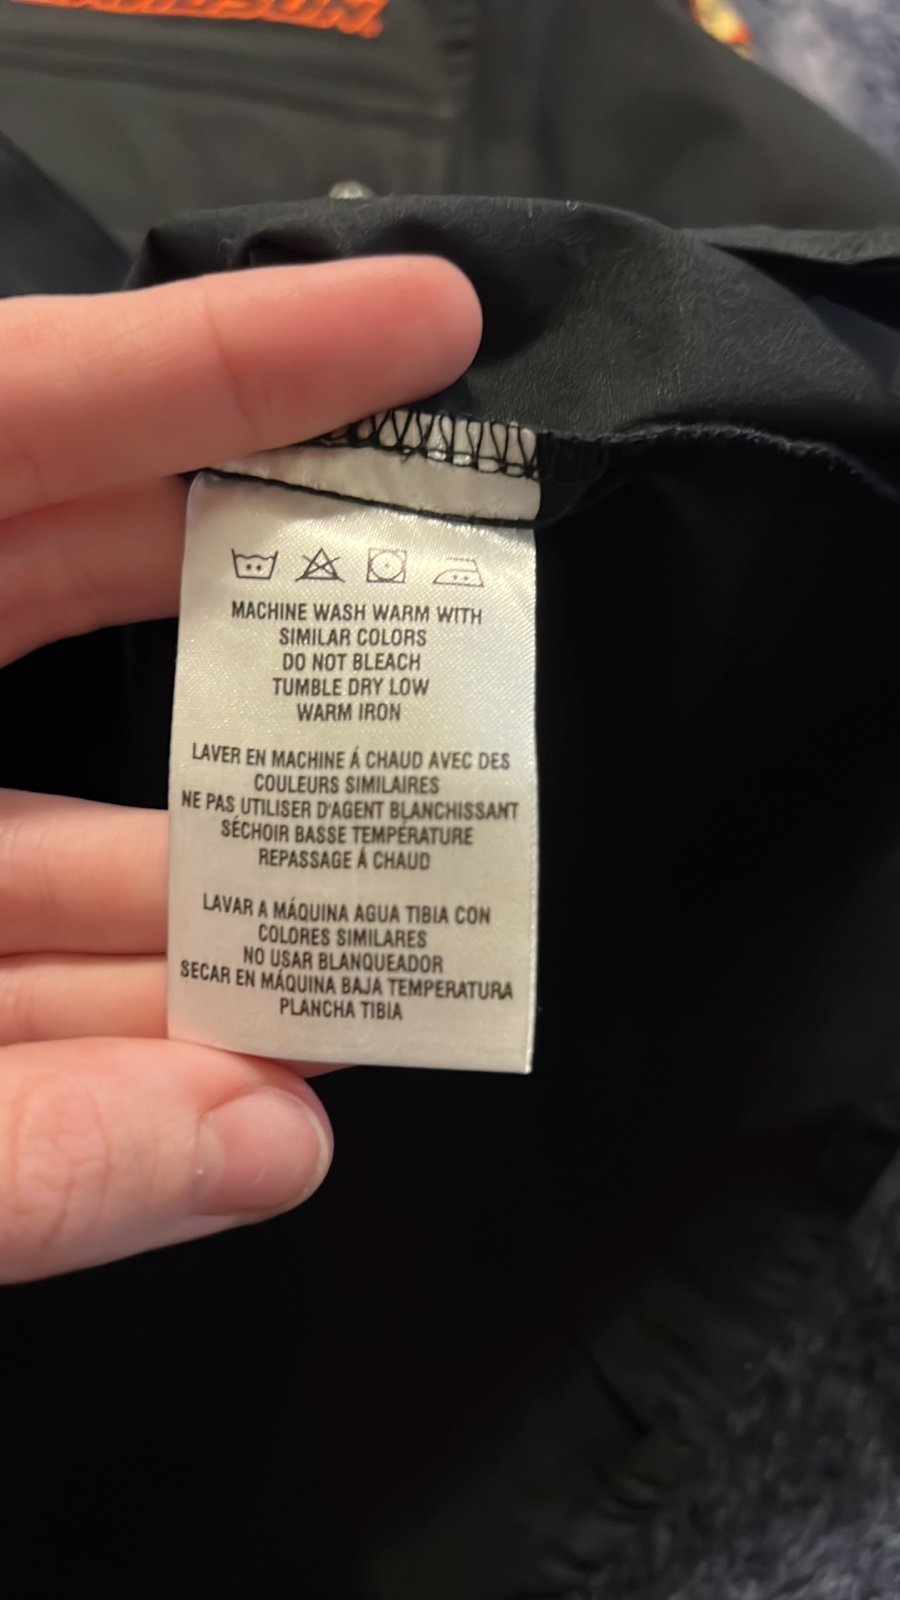 MACHINE WASH WARM WITH
SIMILAR COLORS
DO NOT BLEACH
TUMBLE DRY LOW
WARM IRON
LAVER EN MACHINE Á CHAUD AVEC DES
COULEURS SIMILAIRES
NE PAS UTILISER D'AGENT BLANCHISSANT
SÉCHOIR BASSE TEMPÉRATURE
REPASSAGE Á CHAUD
LAVAR A MÁQUINA AGUA TIBIA CON
COLORES SIMILARES
NO USAR BLANQUEADOR
SECAR EN MÁQUINA BAJA TEMPERATURA
PLANCHA TIBIA